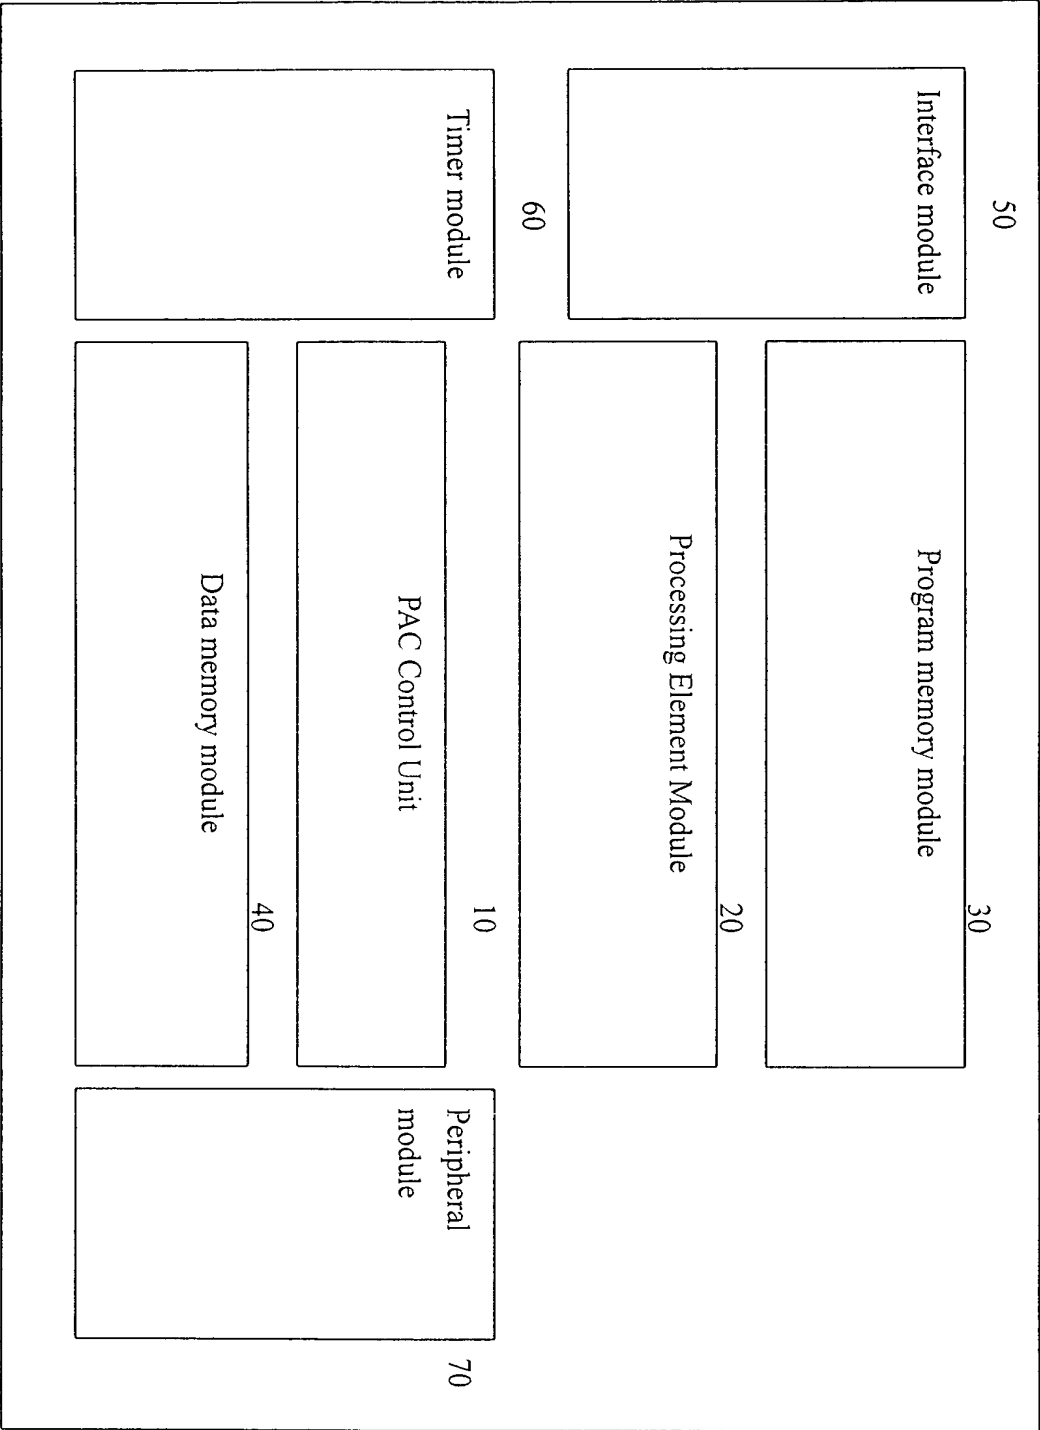 50
Interface module
30
Program memory module
20
Processing Element Module
60
Timer module
10
PAC Control Unit
Peripheral
module
70
40
Data memory module